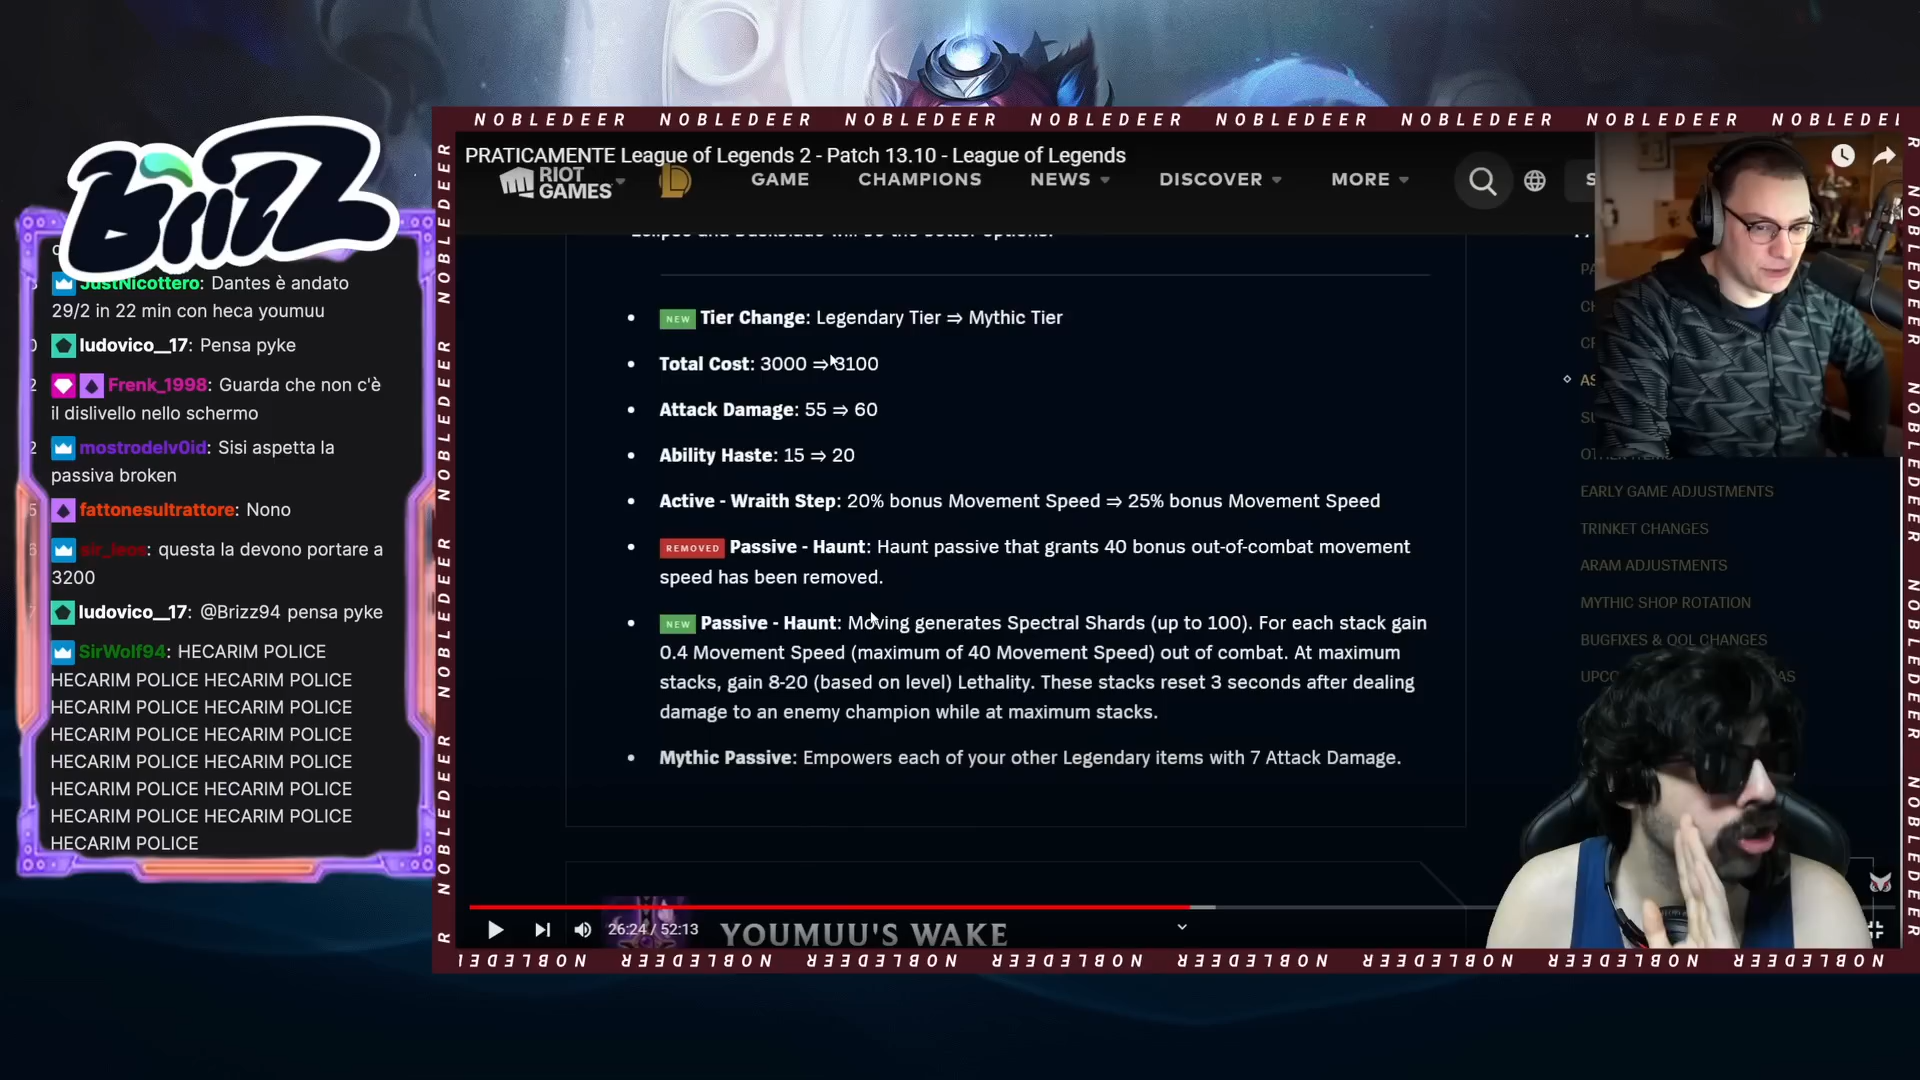 NOBLEDEER NOBLEDEER NOBLEDEER NOBLEDEER NOBLEDEER NOBLEDEER NOBLEDEER
Brizz
JustNicottero: Dantes è andato
29/2 in 22 min con heca youmuu
ludovico__17: Pensa pyke
Frenk_1998: Guarda che non c'è
il dislivello nello schermo
mostrodelv0id: Sisi aspetta la
passiva broken
fattonesultrattore: Nono
sir_leos: questa la devono portare a
3200
ludovico__17: @Brizz94 pensa pyke
SirWolf94: HECARIM POLICE
HECARIM POLICE HECARIM POLICE
HECARIM POLICE HECARIM POLICE
HECARIM POLICE HECARIM POLICE
HECARIM POLICE HECARIM POLICE
HECARIM POLICE HECARIM POLICE
HECARIM POLICE HECARIM POLICE
HECARIM POLICE
PRATICAMENTE League of Legends 2 - Patch 13.10 - League of Legends
RIOT
GAMES
GAME CHAMPIONS NEWS DISCOVER MORE
NEW Tier Change: Legendary Tier ⇒ Mythic Tier
Total Cost: 3000 ⇒ 3100
Attack Damage: 55 ⇒ 60
Ability Haste: 15 ⇒ 20
Active - Wraith Step: 20% bonus Movement Speed ⇒ 25% bonus Movement Speed
REMOVED Passive - Haunt: Haunt passive that grants 40 bonus out-of-combat movement
speed has been removed.
NEW Passive - Haunt: Moving generates Spectral Shards (up to 100). For each stack gain
0.4 Movement Speed (maximum of 40 Movement Speed) out of combat. At maximum
stacks, gain 8-20 (based on level) Lethality. These stacks reset 3 seconds after dealing
damage to an enemy champion while at maximum stacks.
Mythic Passive: Empowers each of your other Legendary items with 7 Attack Damage.
YOUMUU'S WAKE
26:24 / 52:13
EARLY GAME ADJUSTMENTS
TRINKET CHANGES
ARAM ADJUSTMENTS
MYTHIC SHOP ROTATION
BUGFIXES & QOL CHANGES
NOBLEDEER NOBLEDEER NOBLEDEER NOBLEDEER NOBLEDEER NOBLEDEER NOBLEDEER